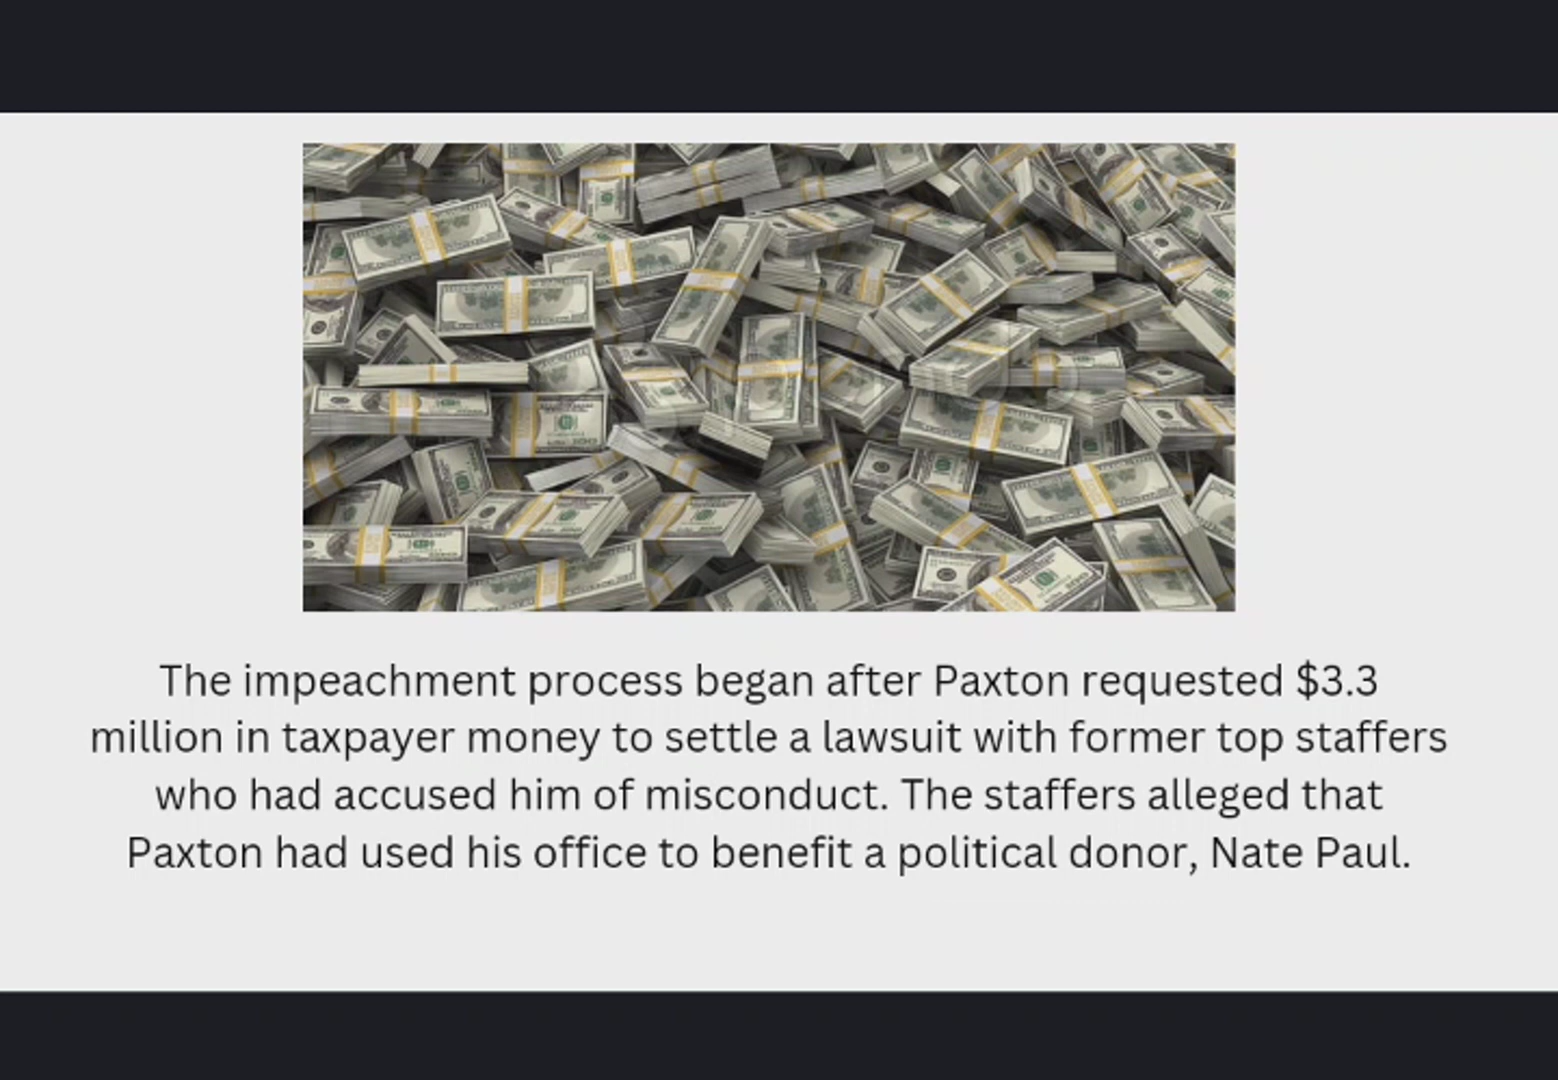 The impeachment process began after Paxton requested $3.3
million in taxpayer money to settle a lawsuit with former top staffers
who had accused him of misconduct. The staffers alleged that
Paxton had used his office to benefit a political donor, Nate Paul.